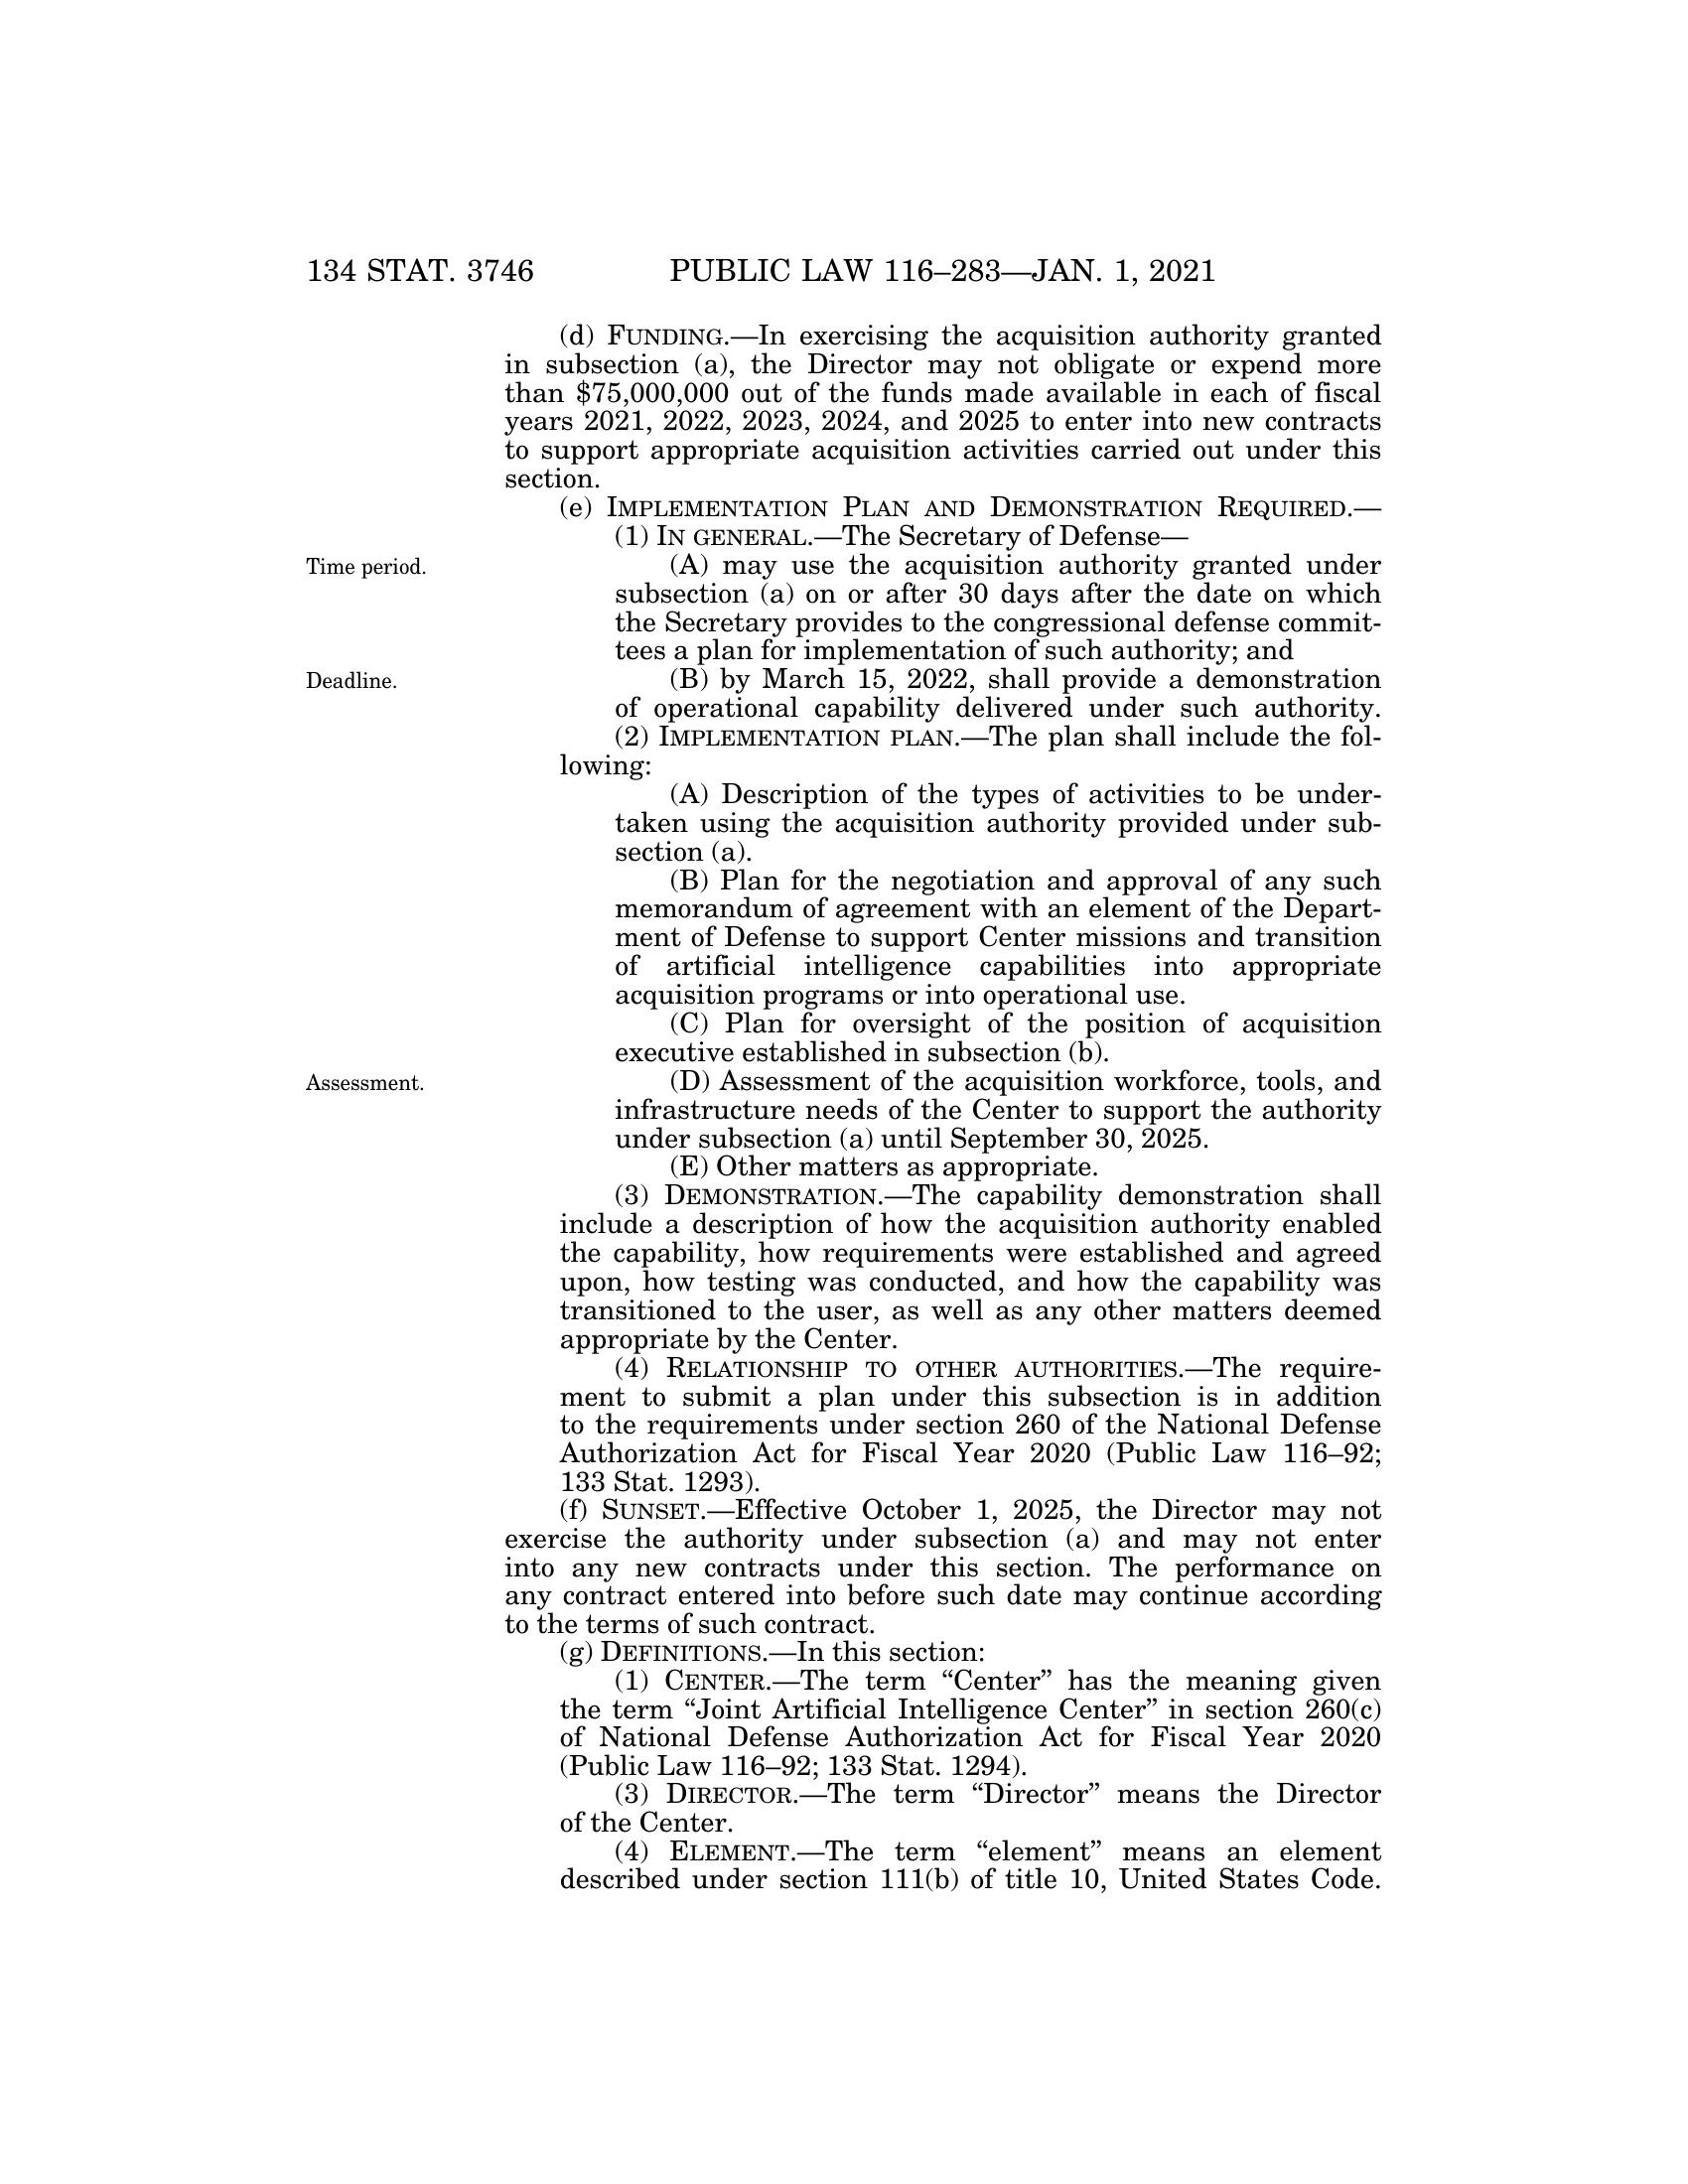 134 STAT. 3746 PUBLIC LAW 116–283—JAN. 1, 2021
(d) FUNDING.—In exercising the acquisition authority granted
in subsection (a), the Director may not obligate or expend more
than $75,000,000 out of the funds made available in each of fiscal
years 2021, 2022, 2023, 2024, and 2025 to enter into new contracts
to support appropriate acquisition activities carried out under this
section.
(e) IMPLEMENTATION PLAN AND DEMONSTRATION REQUIRED.—
(1) IN GENERAL.—The Secretary of Defense—
Time period.
(A) may use the acquisition authority granted under
subsection (a) on or after 30 days after the date on which
the Secretary provides to the congressional defense commit-
tees a plan for implementation of such authority; and
Deadline.
(B) by March 15, 2022, shall provide a demonstration
of operational capability delivered under such authority.
(2) IMPLEMENTATION PLAN.—The plan shall include the fol-
lowing:
(A) Description of the types of activities to be under-
taken using the acquisition authority provided under sub-
section (a).
(B) Plan for the negotiation and approval of any such
memorandum of agreement with an element of the Depart-
ment of Defense to support Center missions and transition
of artificial intelligence capabilities into appropriate
acquisition programs or into operational use.
(C) Plan for oversight of the position of acquisition
executive established in subsection (b).
Assessment.
(D) Assessment of the acquisition workforce, tools, and
infrastructure needs of the Center to support the authority
under subsection (a) until September 30, 2025.
(E) Other matters as appropriate.
(3) DEMONSTRATION.—The capability demonstration shall
include a description of how the acquisition authority enabled
the capability, how requirements were established and agreed
upon, how testing was conducted, and how the capability was
transitioned to the user, as well as any other matters deemed
appropriate by the Center.
(4) RELATIONSHIP TO OTHER AUTHORITIES.—The require-
ment to submit a plan under this subsection is in addition
to the requirements under section 260 of the National Defense
Authorization Act for Fiscal Year 2020 (Public Law 116–92;
133 Stat. 1293).
(f) SUNSET.—Effective October 1, 2025, the Director may not
exercise the authority under subsection (a) and may not enter
into any new contracts under this section. The performance on
any contract entered into before such date may continue according
to the terms of such contract.
(g) DEFINITIONS.—In this section:
(1) CENTER.—The term “Center” has the meaning given
the term “Joint Artificial Intelligence Center” in section 260(c)
of National Defense Authorization Act for Fiscal Year 2020
(Public Law 116–92; 133 Stat. 1294).
(3) DIRECTOR.—The term “Director” means the Director
of the Center.
(4) ELEMENT.—The term “element” means an element
described under section 111(b) of title 10, United States Code.